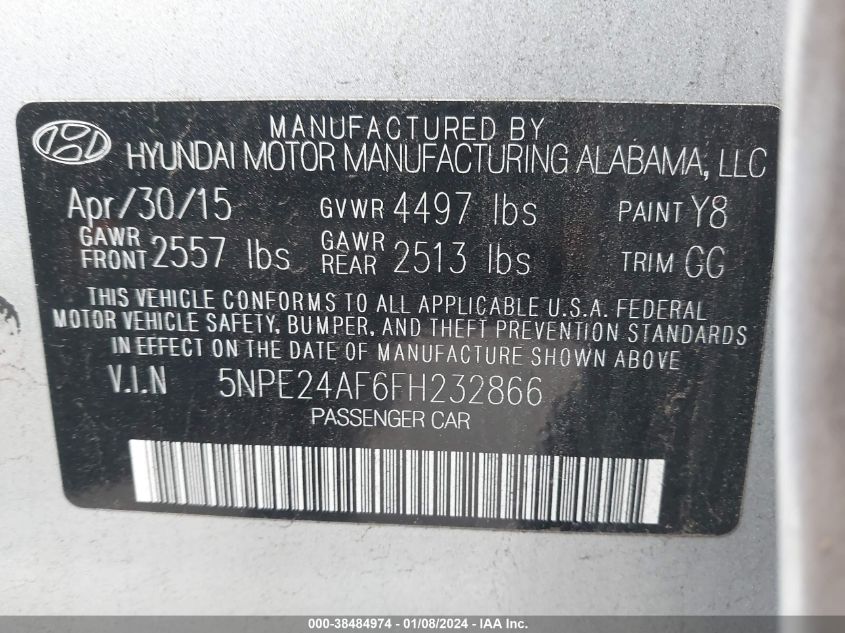 MANUFACTURED BY
HYUNDAI MOTOR MANUFACTURING ALABAMA, LLC
Apr/30/15 GVWR 4497 lbs PAINT Y8
GAWR FRONT 2557 lbs GAWR REAR 2513 lbs TRIM GG
THIS VEHICLE CONFORMS TO ALL APPLICABLE U.S.A. FEDERAL
MOTOR VEHICLE SAFETY, BUMPER, AND THEFT PREVENTION STANDARDS
IN EFFECT ON THE DATE OF MANUFACTURE SHOWN ABOVE
V.I.N 5NPE24AF6FH232866
PASSENGER CAR
000-38484974 - 01/08/2024 - IAA Inc.